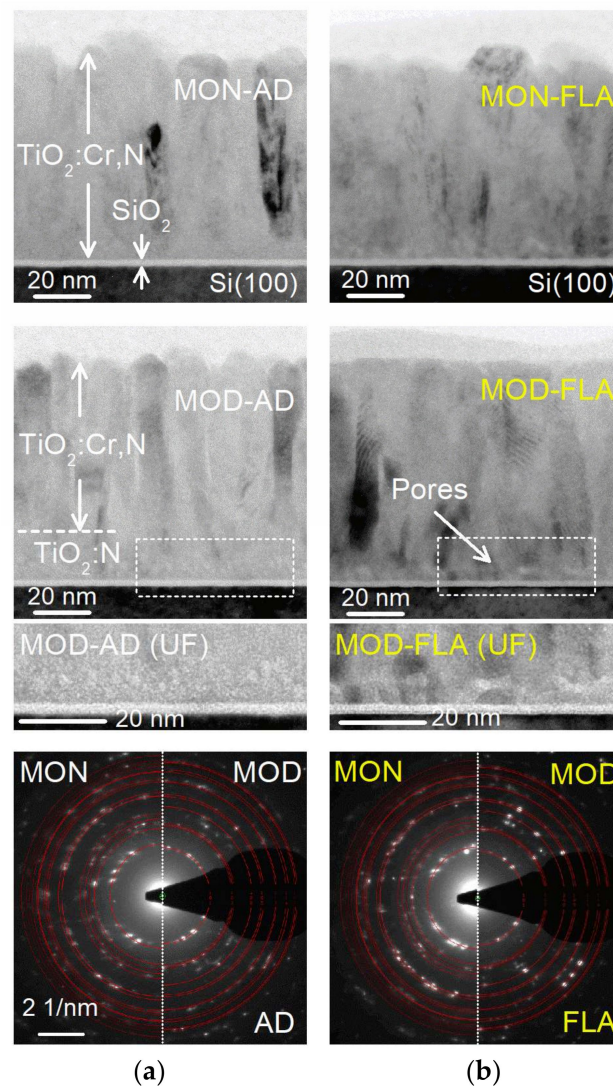 MON-AD
TiO2:Cr,N
SiO2
20 nm
Si(100)
MON-FLA
20 nm
Si(100)
MOD-AD
TiO2:Cr,N
TiO2:N
20 nm
MOD-FLA
Pores
20 nm
MOD-AD (UF)
20 nm
MOD-FLA (UF)
20 nm
MON MOD
2 1/nm
AD
MON MOD
FLA
(a) (b)